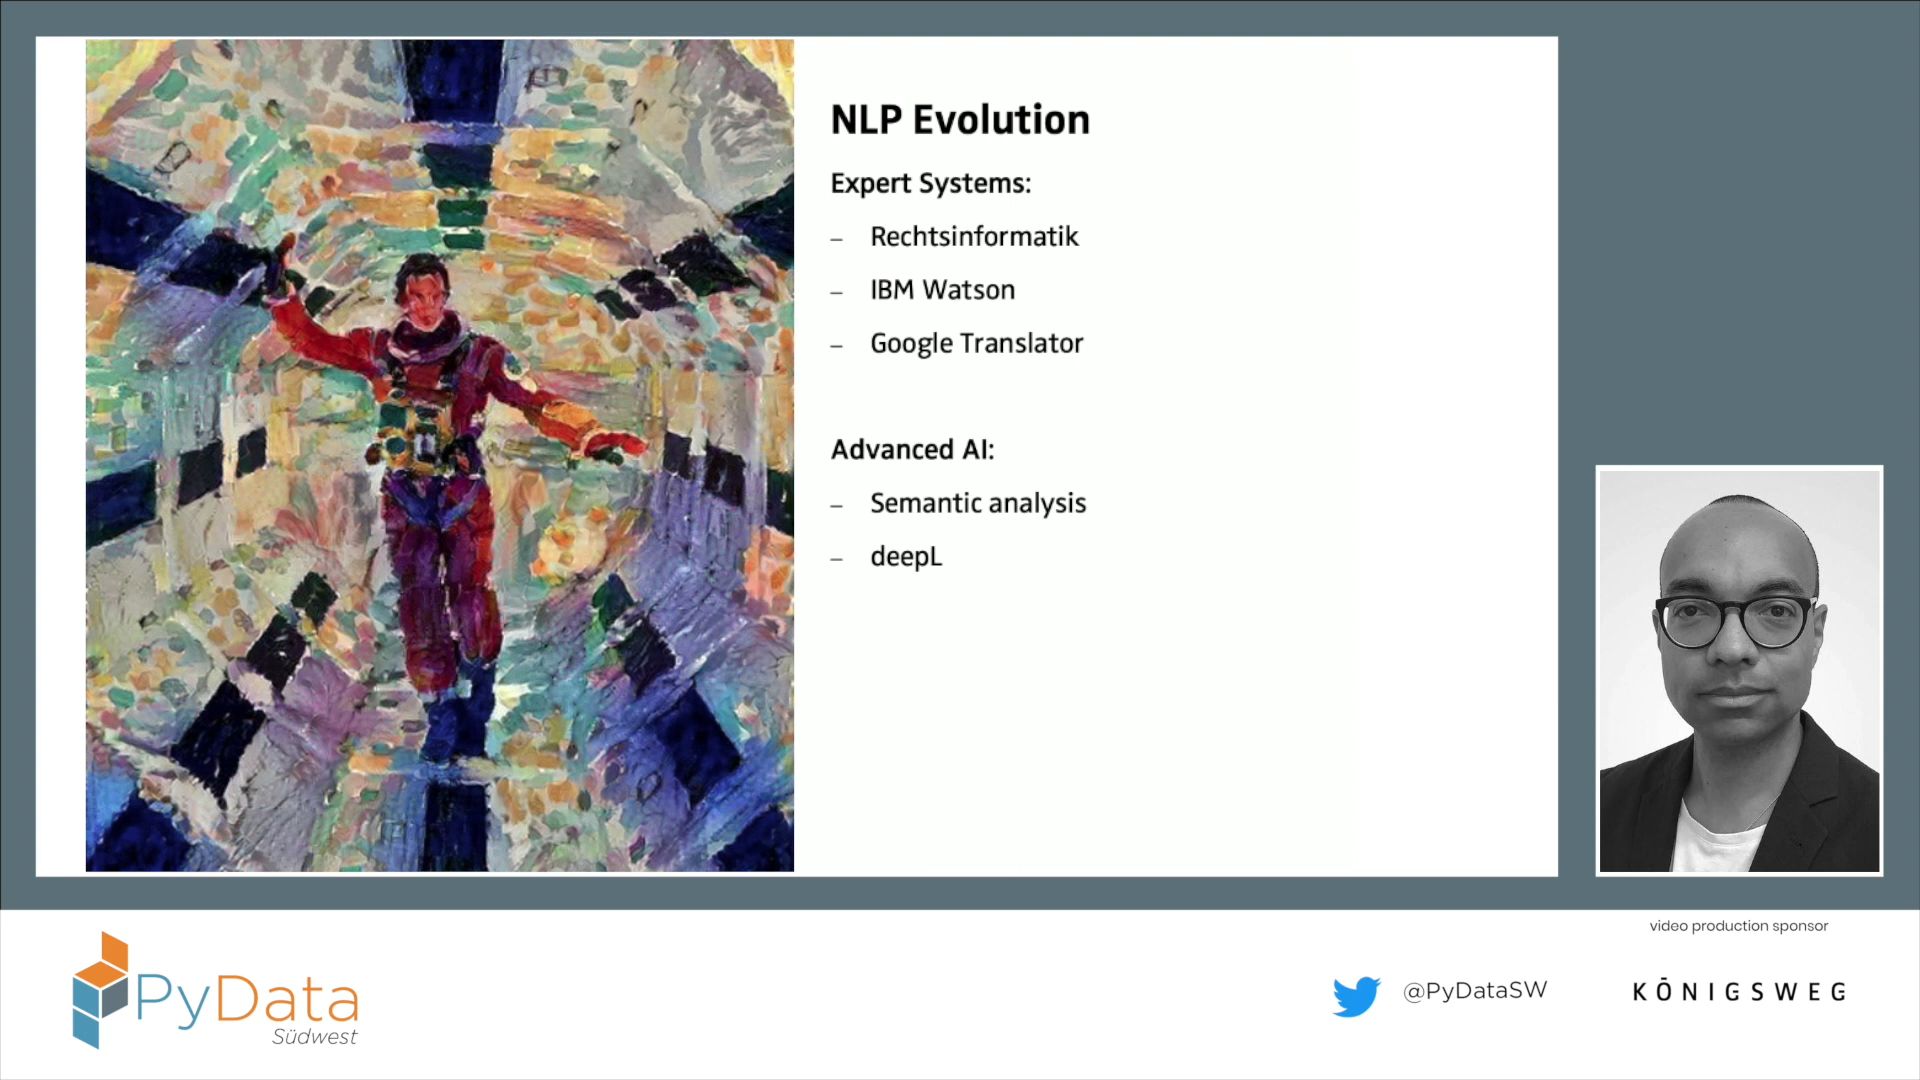 NLP Evolution
Expert Systems:
– Rechtsinformatik
– IBM Watson
– Google Translator
Advanced AI:
– Semantic analysis
– deepL
video production sponsor
PyData
Südwest
@PyDataSW
KÖNIGSWEG